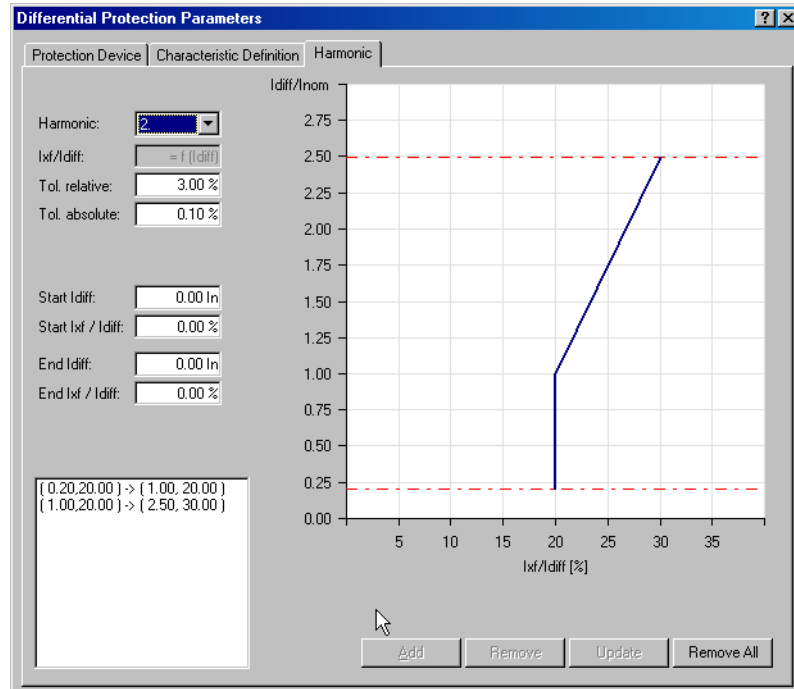 Differential Protection Parameters
Protection Device Characteristic Definition Harmonic
Harmonic: 2.
Ixf/Idiff: = f (Idiff)
Tol. relative: 3.00 %
Tol. absolute: 0.10 %
Start Idiff: 0.00 In
Start Ixf / Idiff: 0.00 %
End Idiff: 0.00 In
End Ixf / Idiff: 0.00 %
( 0.20,20.00 ) -> ( 1.00, 20.00 )
( 1.00,20.00 ) -> ( 2.50, 30.00 )
Idiff/Inom
2.75
2.50
2.25
2.00
1.75
1.50
1.25
1.00
0.75
0.50
0.25
0.00
5 10 15 20 25 30 35
Ixf/Idiff [%]
Add Remove Update Remove All